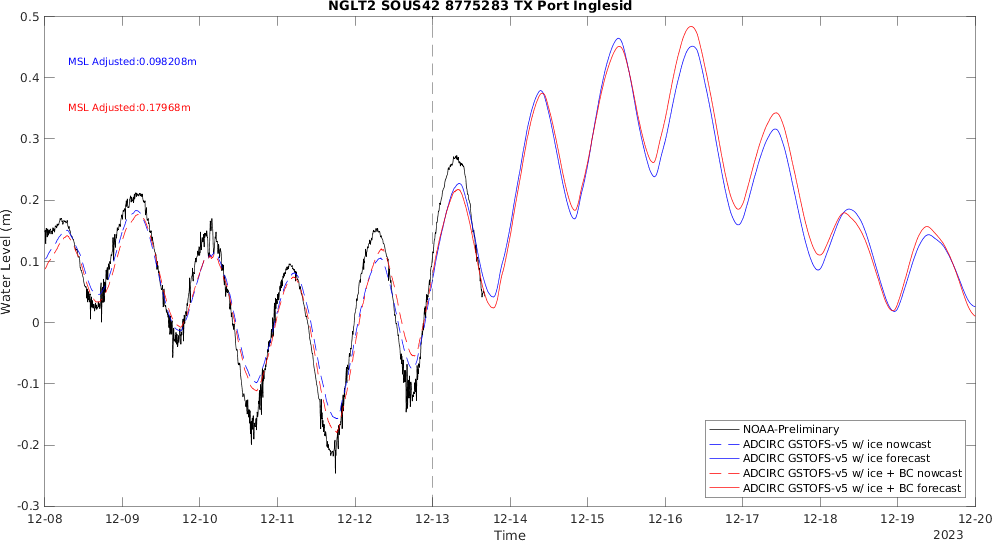 NGLT2 SOUS42 8775283 TX Port Inglesid
MSL Adjusted:0.098208m
MSL Adjusted:0.17968m
Water Level (m)
0.5
0.4
0.3
0.2
0.1
0
-0.1
-0.2
-0.3
NOAA-Preliminary
ADCIRC GSTOFS-v5 w/ ice nowcast
ADCIRC GSTOFS-v5 w/ ice forecast
ADCIRC GSTOFS-v5 w/ ice + BC nowcast
ADCIRC GSTOFS-v5 w/ ice + BC forecast
12-08 12-09 12-10 12-11 12-12 12-13 12-14 12-15 12-16 12-17 12-18 12-19 12-20
Time
2023